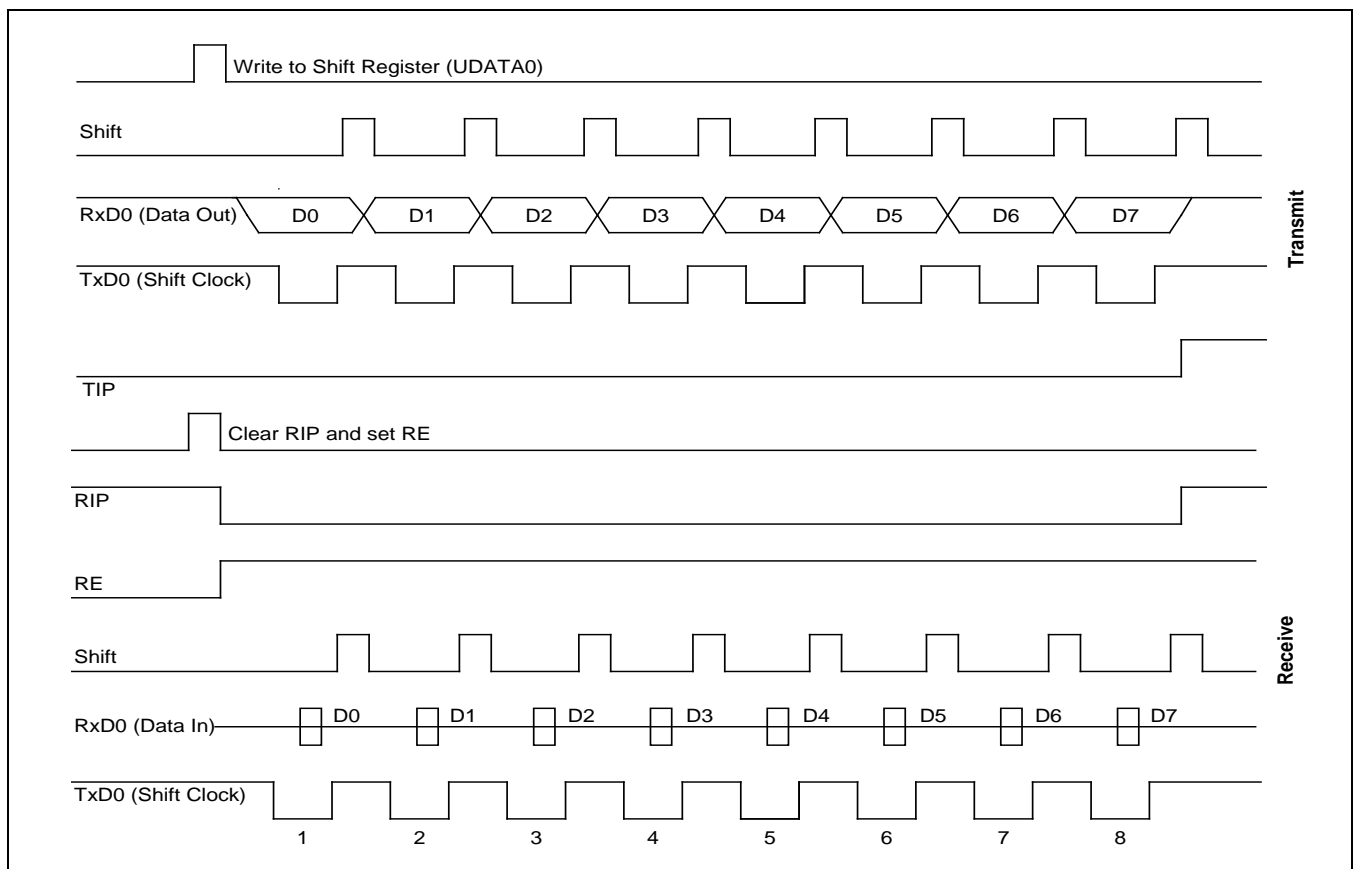 Write to Shift Register (UDATA0)
Shift
RxD0 (Data Out)
D0 D1 D2 D3 D4 D5 D6 D7
TxD0 (Shift Clock)
TIP
Transmit
Clear RIP and set RE
RIP
RE
Shift
RxD0 (Data In)
D0 D1 D2 D3 D4 D5 D6 D7
TxD0 (Shift Clock)
1 2 3 4 5 6 7 8
Receive